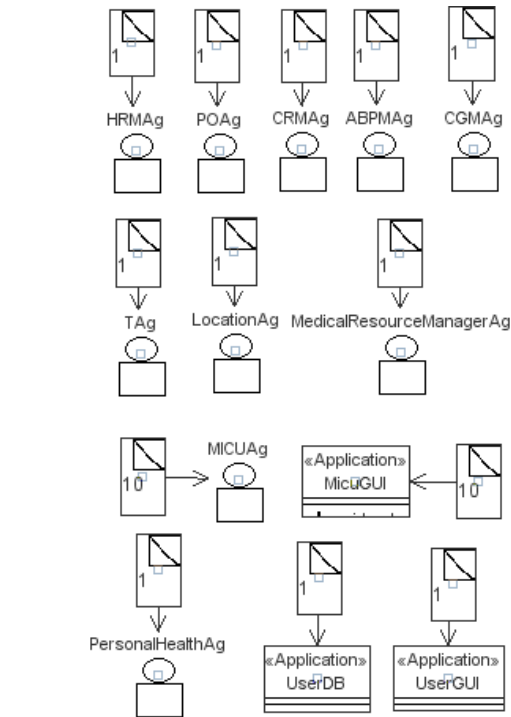 1 1 1 1 1
HRMAg POAg CRMAg ABPMAg CGMAg
1 1 1
TAg LocationAg MedicalResourceManagerAg
MICUAg
10 «Application» 10
MicuGUI
1 1 1
PersonalHealthAg
«Application» «Application»
UserDB UserGUI